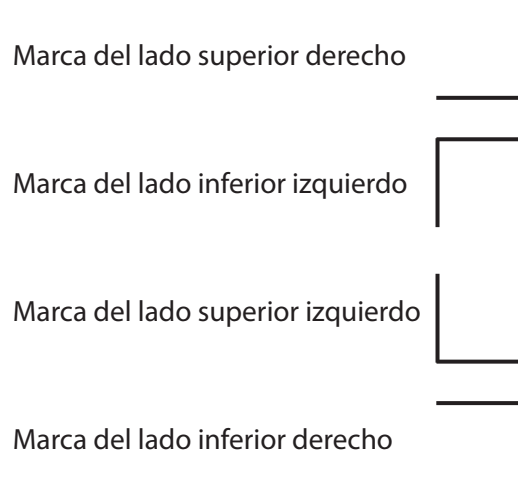 Marca del lado superior derecho
Marca del lado inferior izquierdo
Marca del lado superior izquierdo
Marca del lado inferior derecho